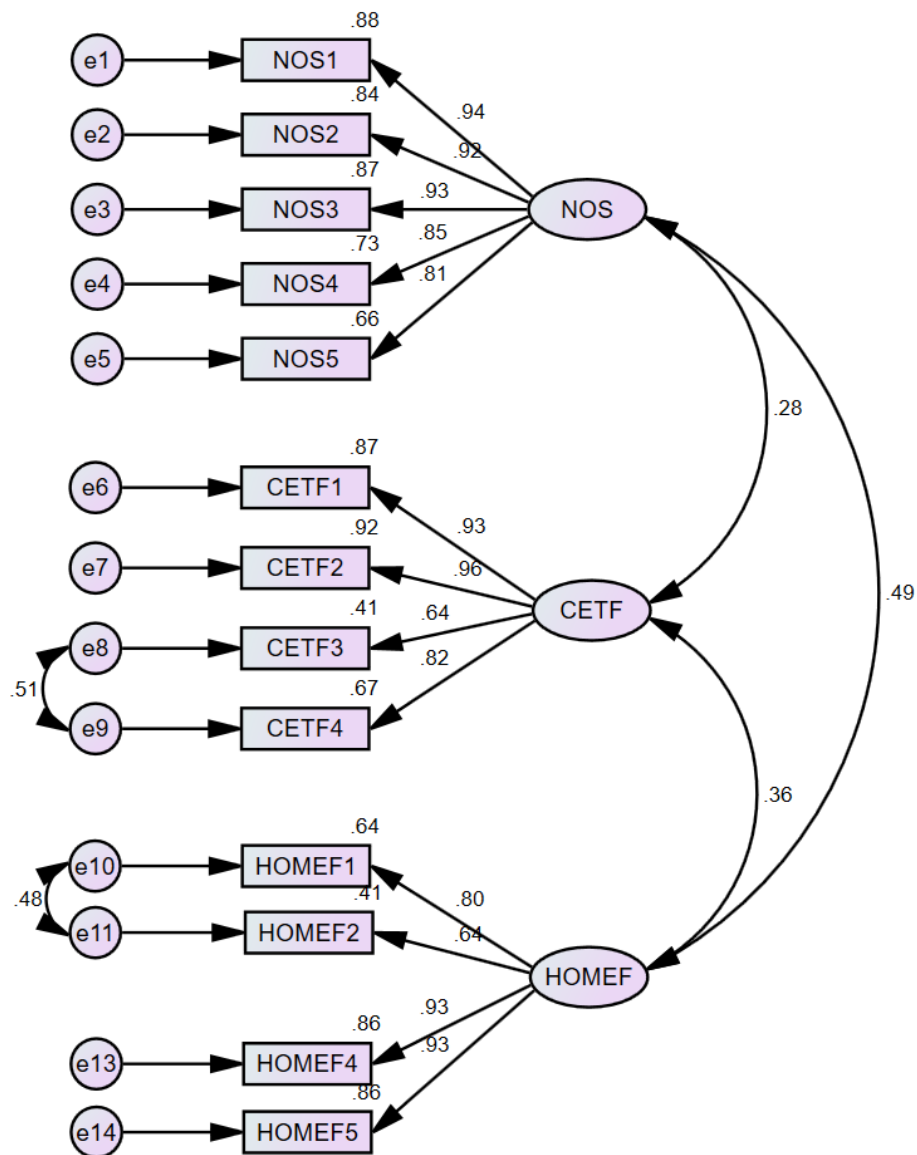 .88
e1 NOS1
.94
.84
e2 NOS2
.92
.87
e3 NOS3 .93 NOS
.73 .85
e4 NOS4 .81
.66
e5 NOS5
.28
.87
e6 CETF1
.93
.92
e7 CETF2 .96
.41 .64 CETF .49
e8 CETF3
.82
.51 .67
e9 CETF4
.36
.64
e10 HOMEF1
.48 .41 .80
e11 HOMEF2 .64
HOMEF
.93
.86
e13 HOMEF4 .93
.86
e14 HOMEF5